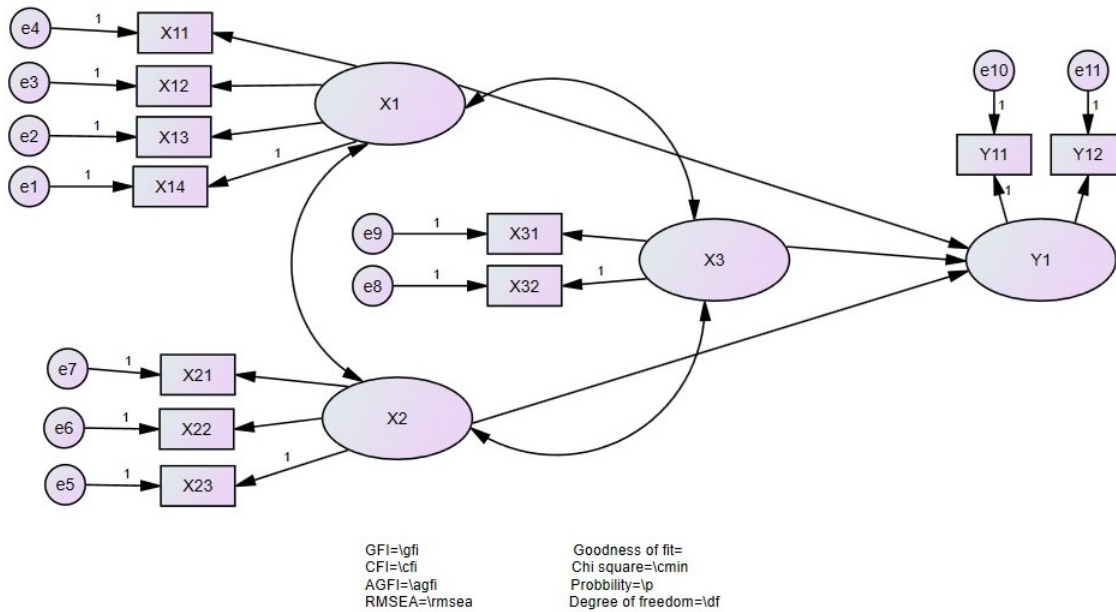 e4 1 X11
e3 1 X12
e2 1 X13
e1 1 X14
X1
1
e10 e11
1 1
Y11 Y12
1
Y1
e9 1 X31
e8 1 X32
1
X3
e7 1 X21
e6 1 X22
e5 1 X23
1
X2
GFI=\gfi
CFI=\cfi
AGFI=\agfi
RMSEA=\rmsea
Goodness of fit=
Chi square=\cmin
Probbility=\p
Degree of freedom=\df